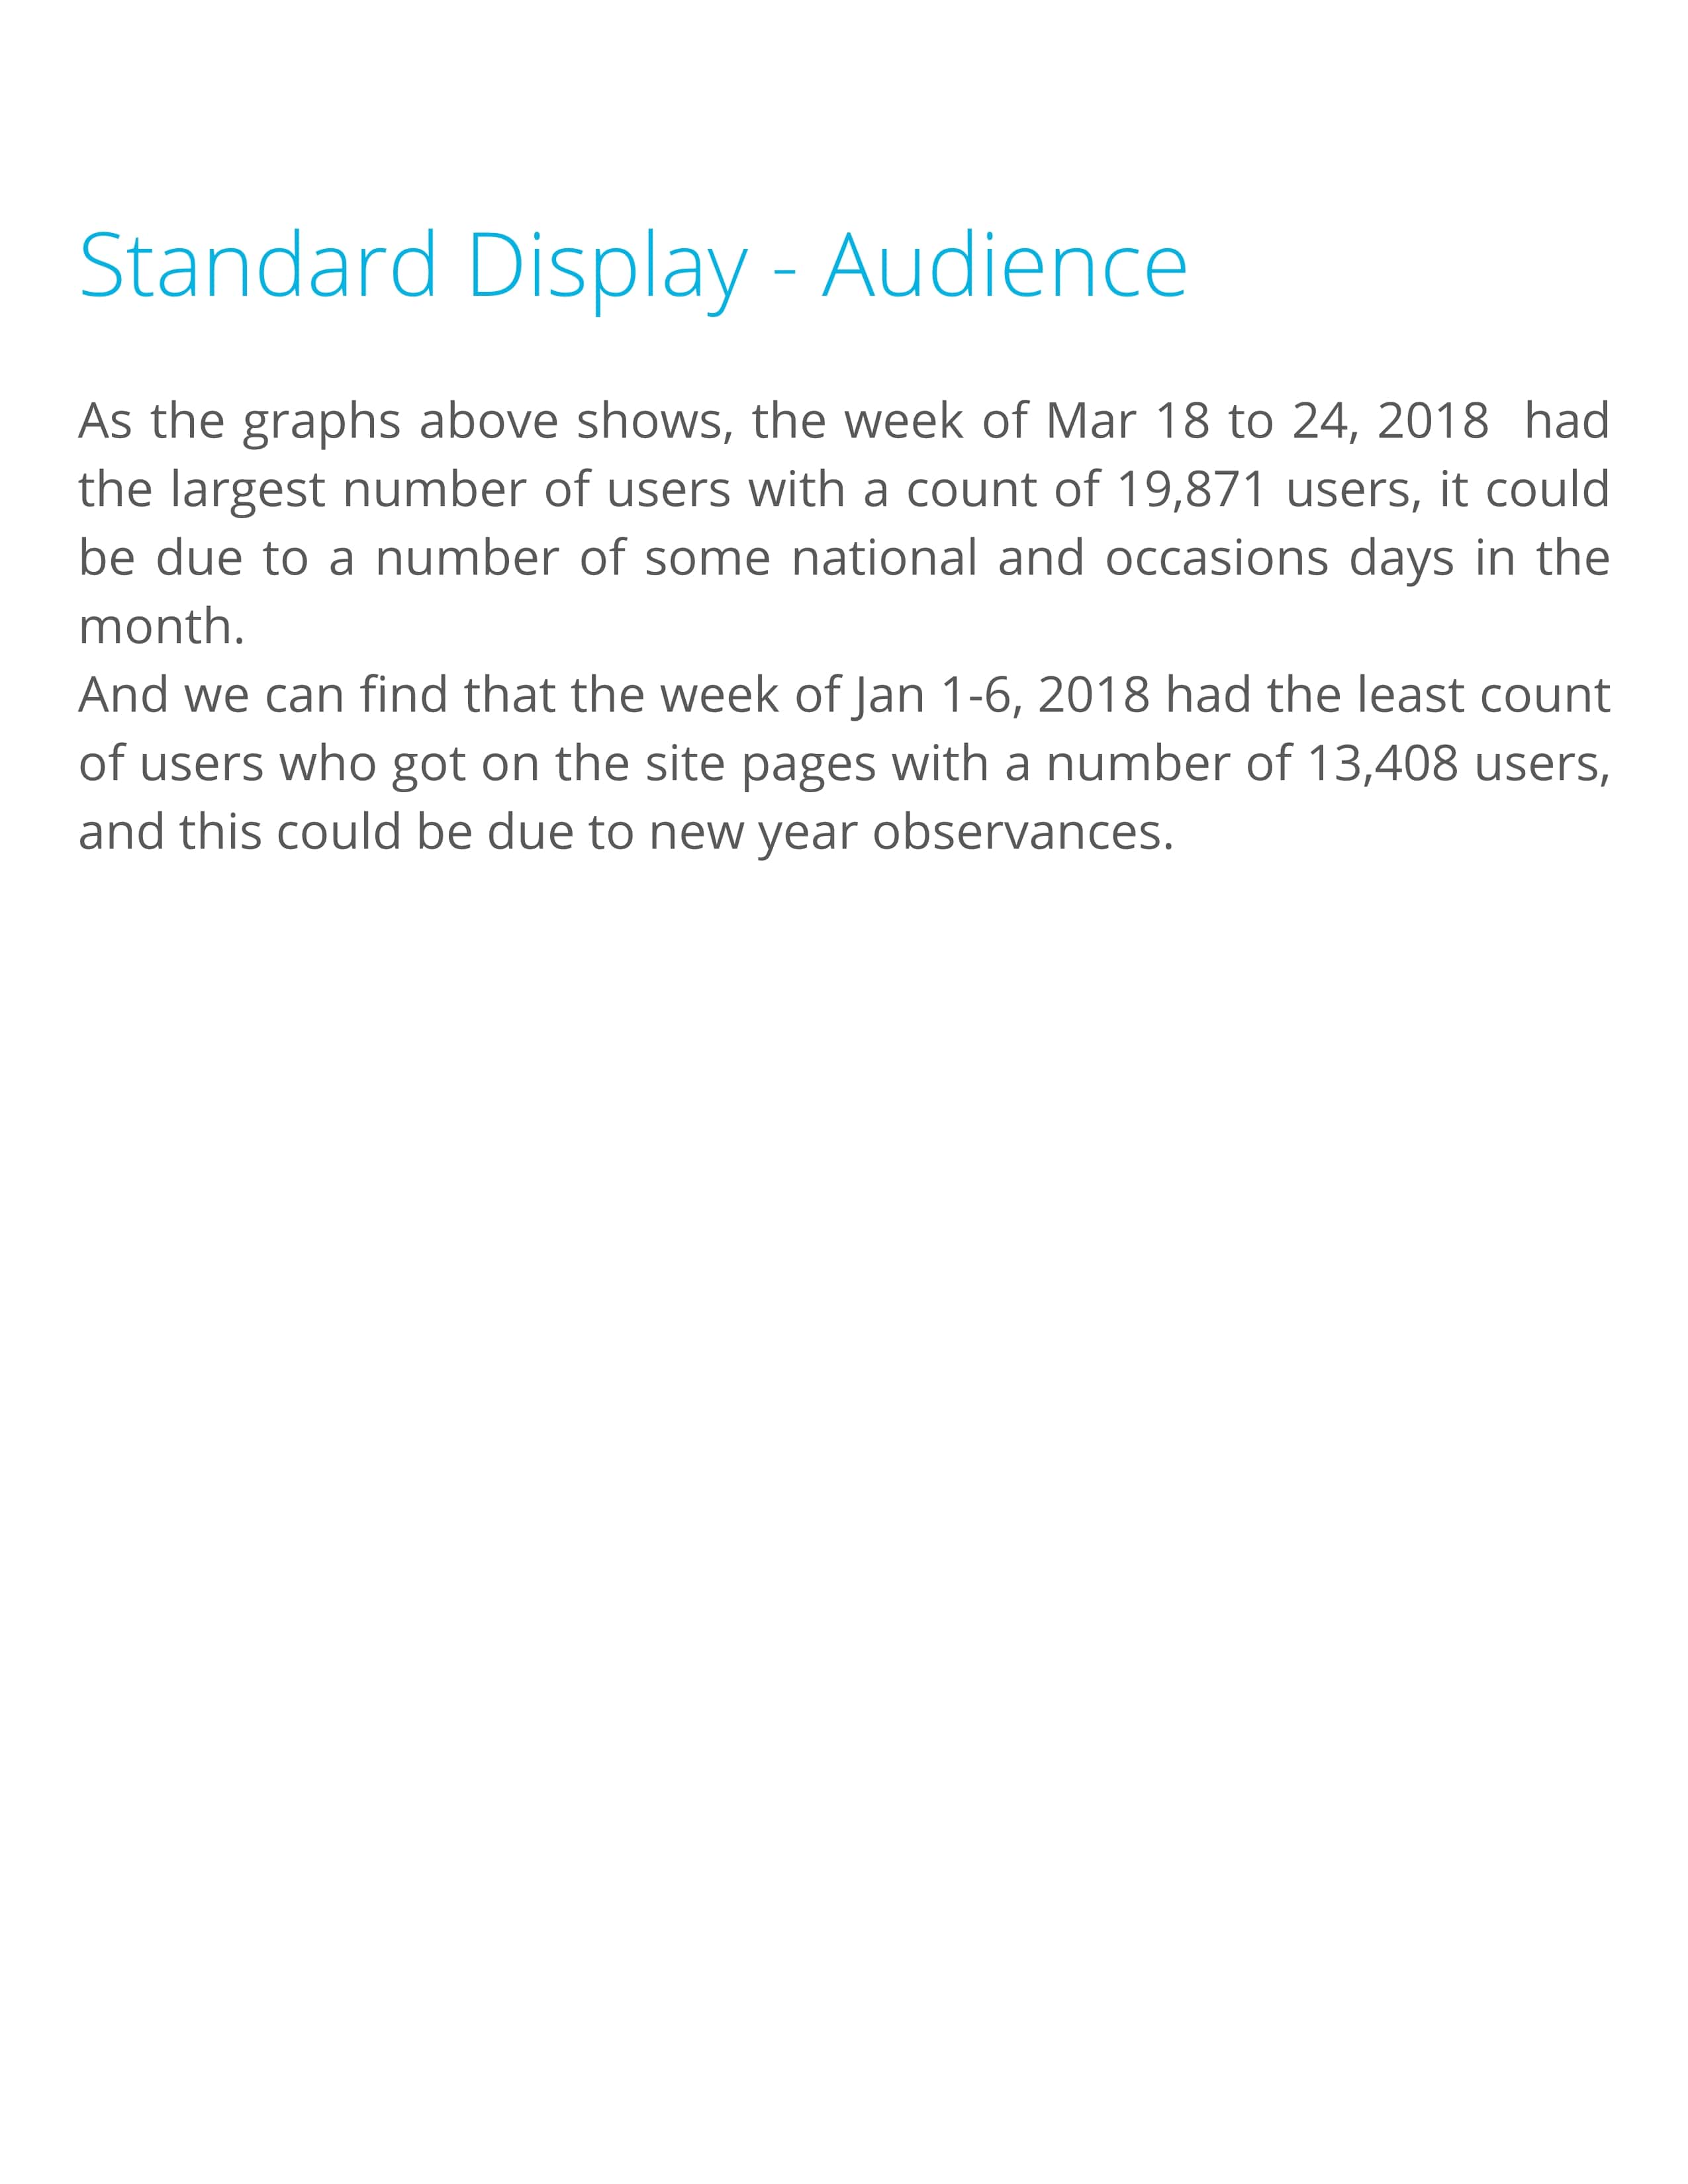 Standard Display - Audience
As the graphs above shows, the week of Mar 18 to 24, 2018  had
the largest number of users with a count of 19,871 users, it could
be due to a number of some national and occasions days in the
month.
And we can find that the week of Jan 1-6, 2018 had the least count
of users who got on the site pages with a number of 13,408 users,
and this could be due to new year observances.